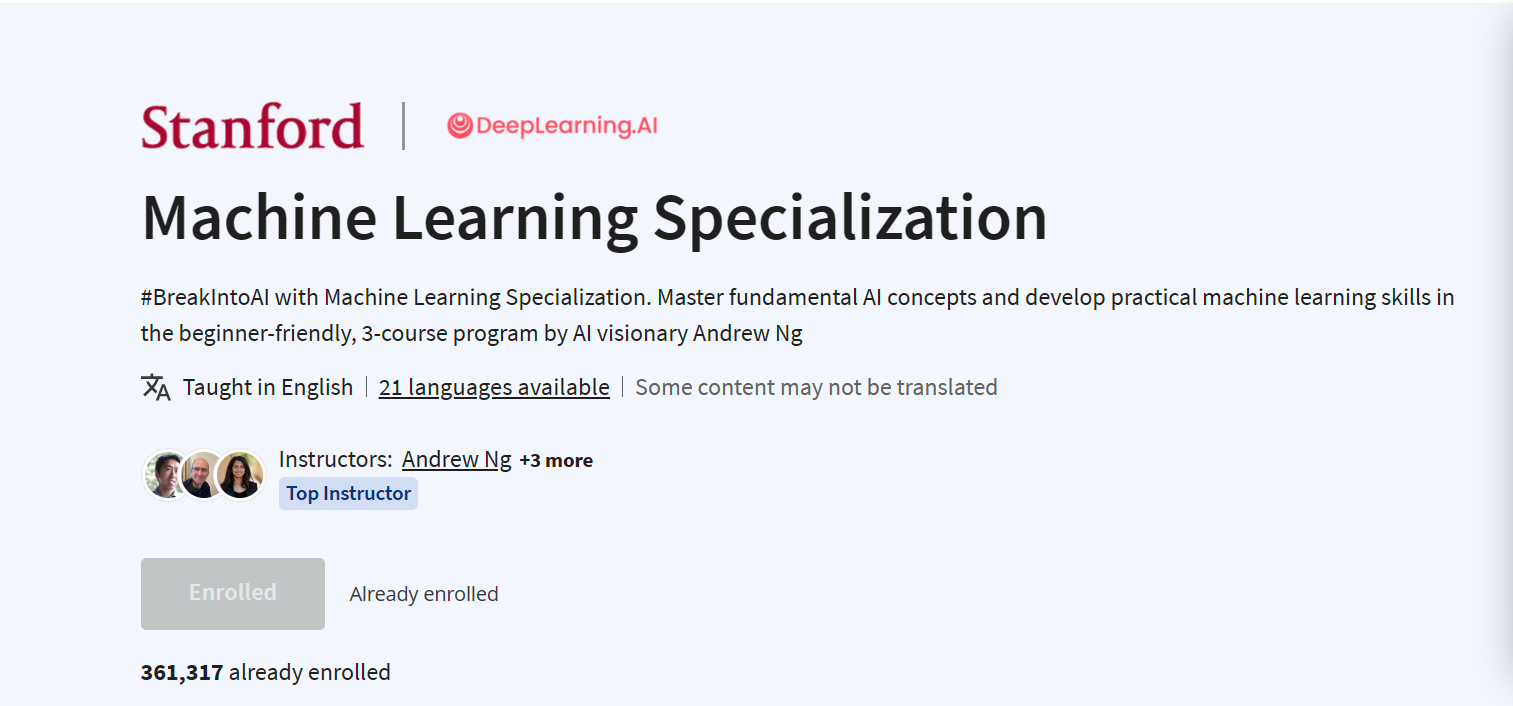 Stanford
DeepLearning.AI
Machine Learning Specialization
#BreakIntoAI with Machine Learning Specialization. Master fundamental AI concepts and develop practical machine learning skills in
the beginner-friendly, 3-course program by AI visionary Andrew Ng
Taught in English
21 languages available
Some content may not be translated
Instructors: Andrew Ng +3 more
Top Instructor
Enrolled
Already enrolled
361,317 already enrolled